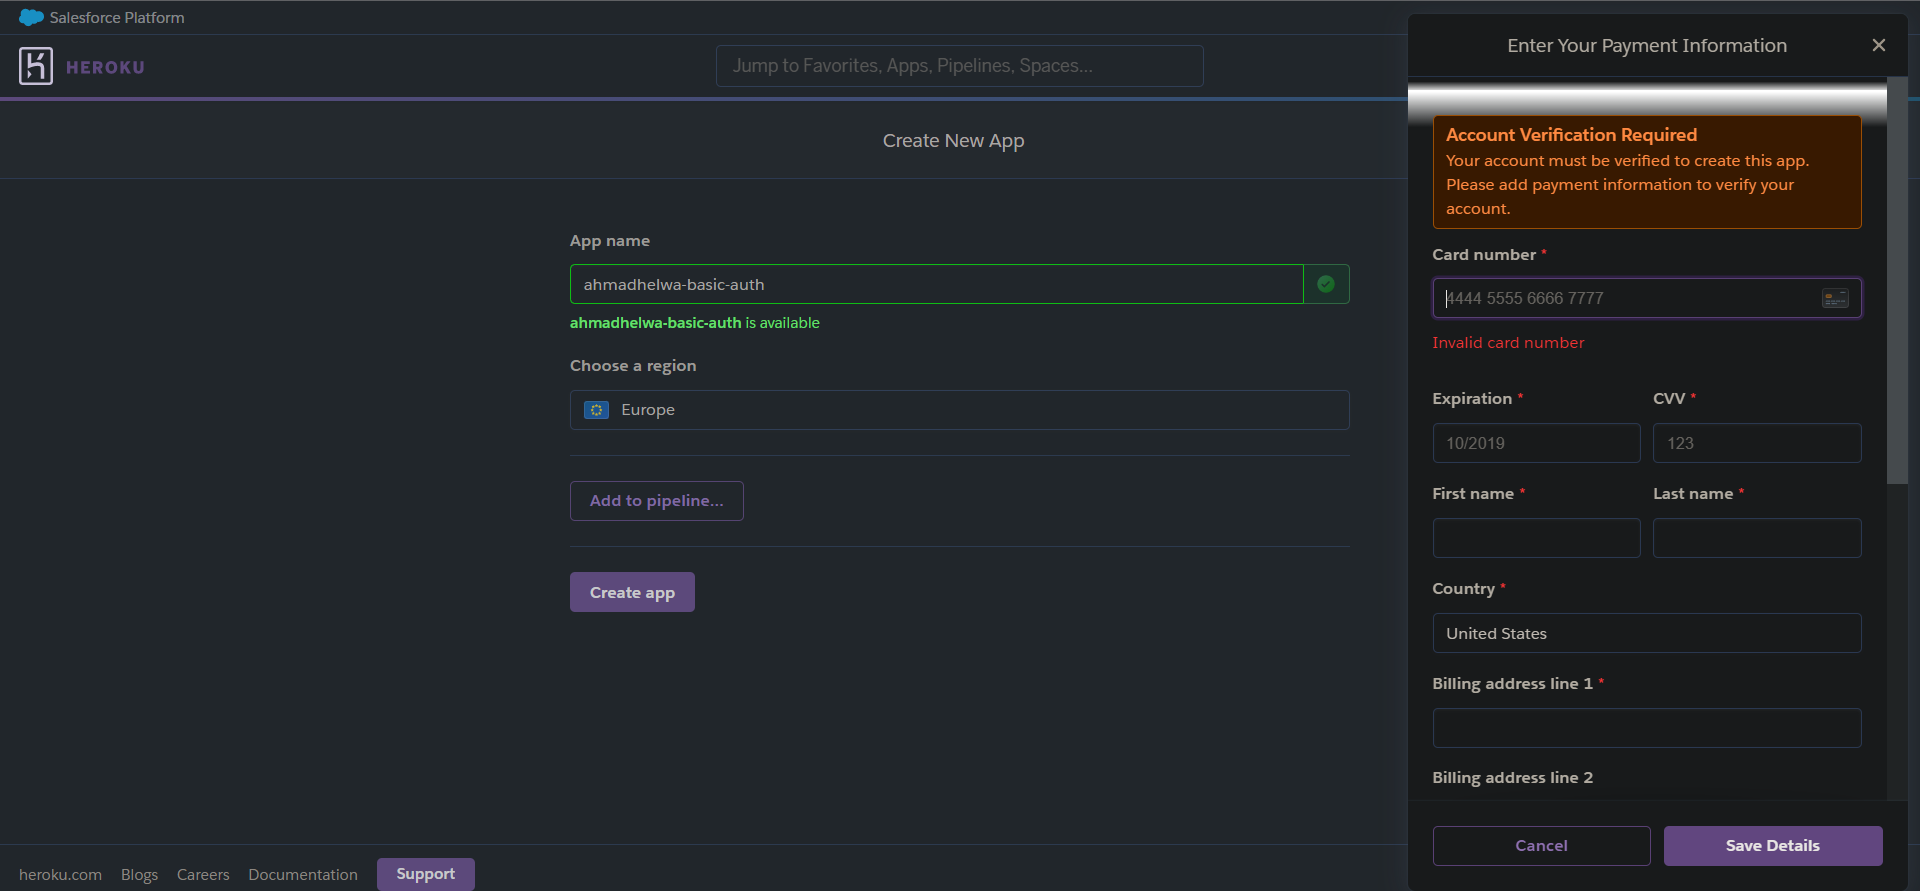 Salesforce Platform
HEROKU
Jump to Favorites, Apps, Pipelines, Spaces...
Create New App
App name
ahmadhelwa-basic-auth
ahmadhelwa-basic-auth is available
Choose a region
Europe
Add to pipeline...
Create app
heroku.com Blogs Careers Documentation Support
Enter Your Payment Information
Account Verification Required
Your account must be verified to create this app.
Please add payment information to verify your
account.
Card number *
4444 5555 6666 7777
Invalid card number
Expiration * CVV *
10/2019 123
First name * Last name *
Country *
United States
Billing address line 1 *
Billing address line 2
Cancel Save Details